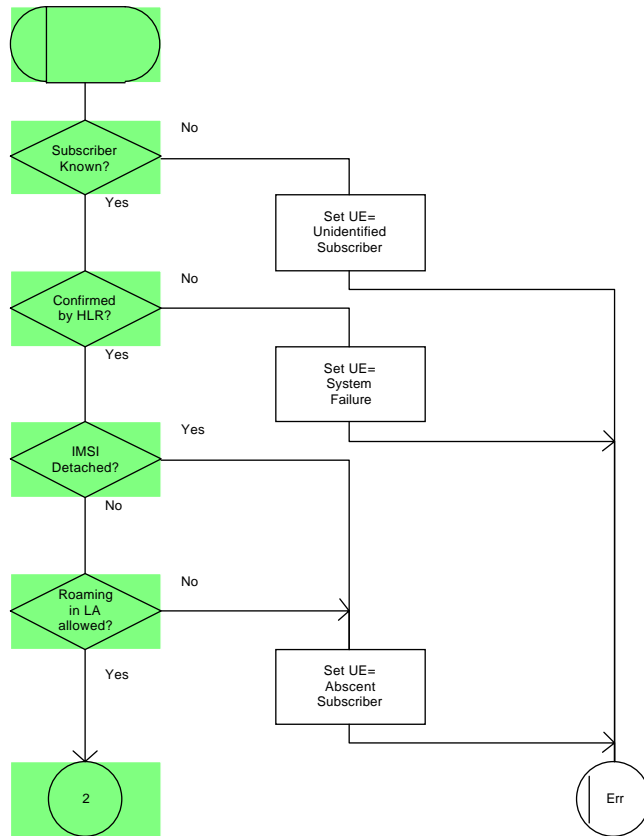 No
Subscriber
Known?
Yes
Set UE=
Unidentified
Subscriber
No
Confirmed
by HLR?
Yes
Set UE=
System
Failure
Yes
IMSI
Detached?
No
No
Roaming
in LA
allowed?
Yes
Set UE=
Abscent
Subscriber
2
Err